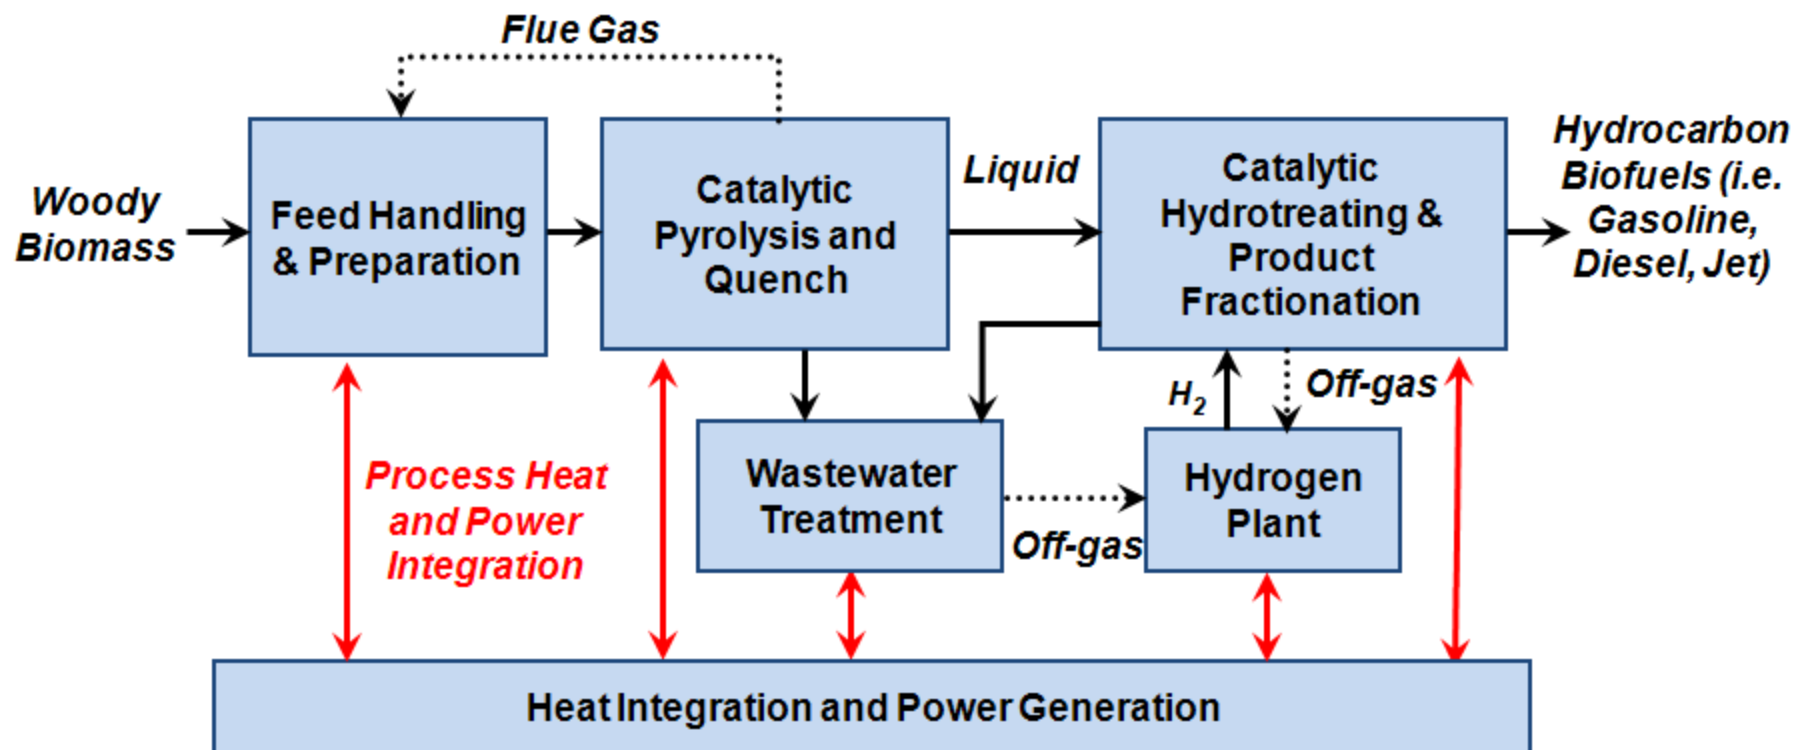 Flue Gas
Woody
Biomass
Feed Handling
& Preparation
Catalytic
Pyrolysis and
Quench
Liquid
Catalytic
Hydrotreating &
Product
Fractionation
Hydrocarbon
Biofuels (i.e.
Gasoline,
Diesel, Jet)
H2
Off-gas
Process Heat
and Power
Integration
Wastewater
Treatment
Off-gas
Hydrogen
Plant
Heat Integration and Power Generation